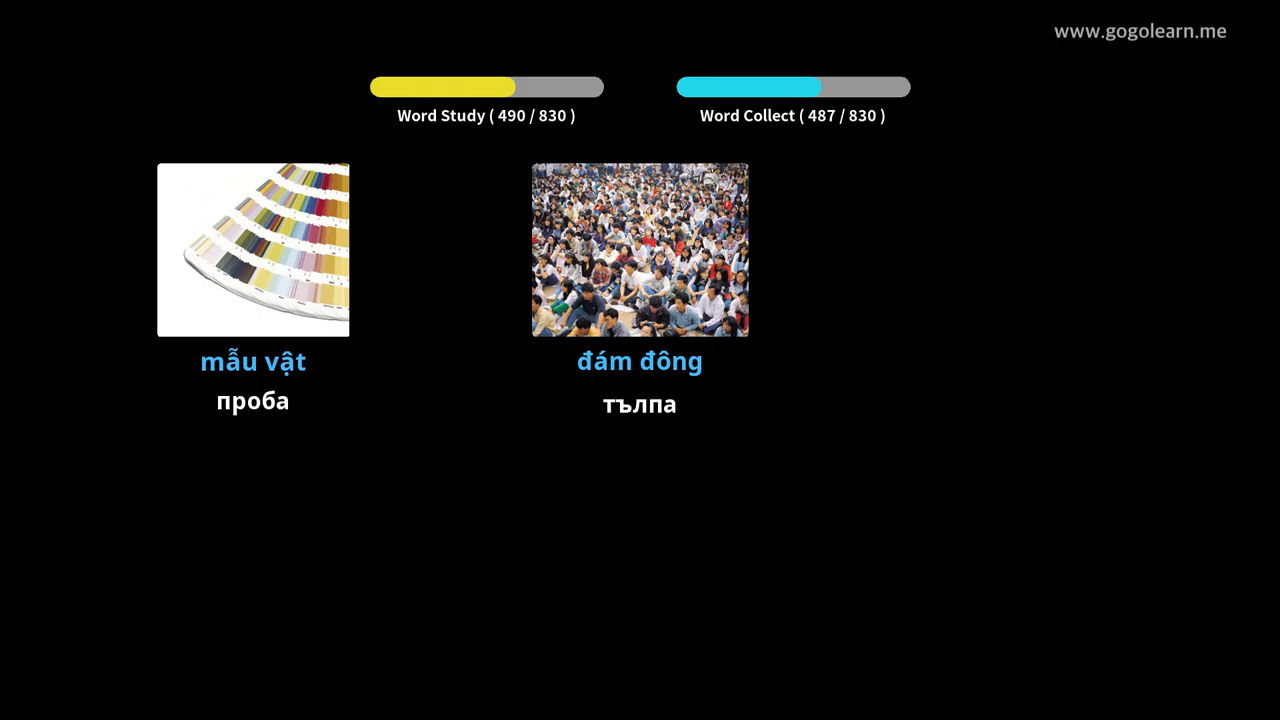 www.gogolearn.me
Word Study ( 490 / 830 )
Word Collect ( 487 / 830 )
mẫu vật
проба
đám đông
тълпа